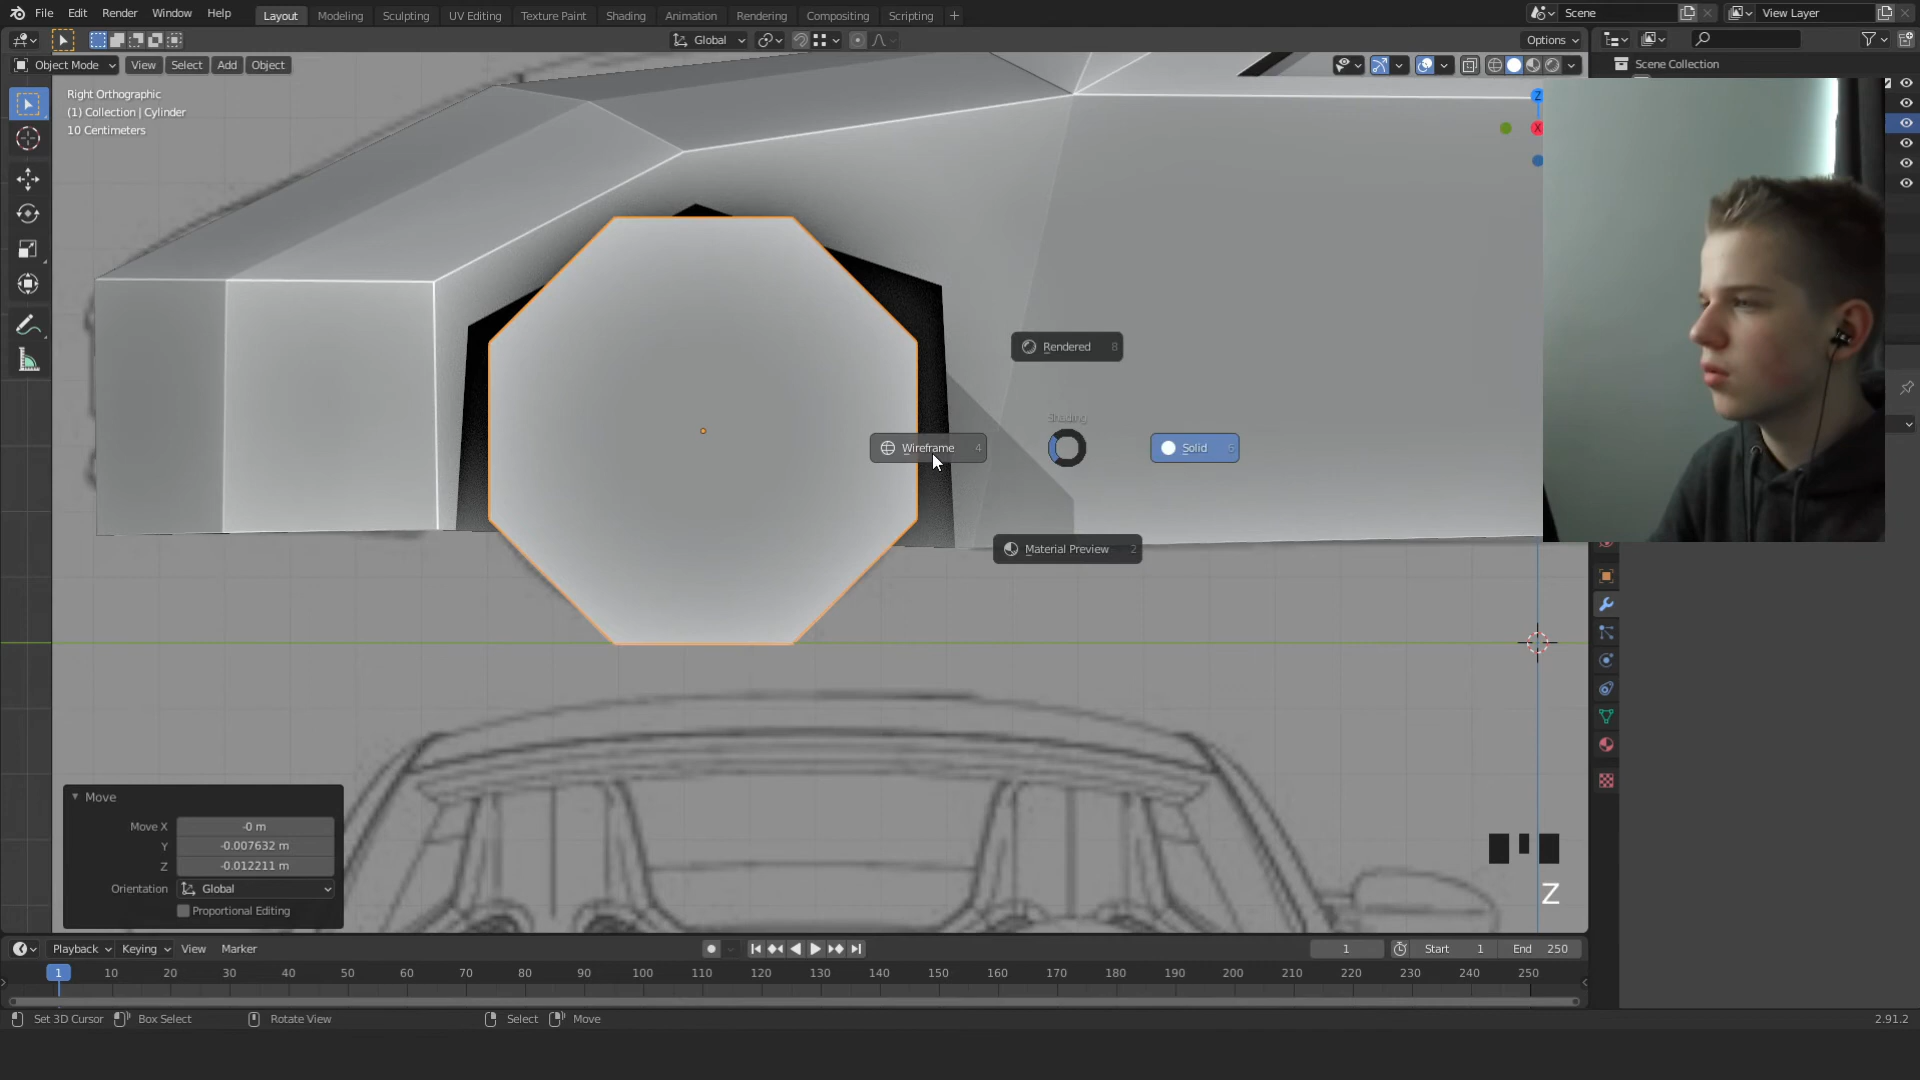 File Edit Render Window Help Layout Modeling Sculpting UV Editing Texture Paint Shading Animation Rendering Compositing Scripting + Scene View Layer
Global Options
Object Mode View Select Add Object
Scene Collection
Right Orthographic
(1) Collection | Cylinder
10 Centimeters
Z
X
Rendered 8
Shading
Wireframe 4
Solid 6
Material Preview 2
Move
Move X -0 m
Y -0.007632 m
Z -0.012211 m
Orientation Global
Proportional Editing
Z
Playback Keying View Marker 1 Start 1 End 250
1 10 20 30 40 50 60 70 80 90 100 110 120 130 140 150 160 170 180 190 200 210 220 230 240 250
Set 3D Cursor Box Select Rotate View Select Move 2.91.2